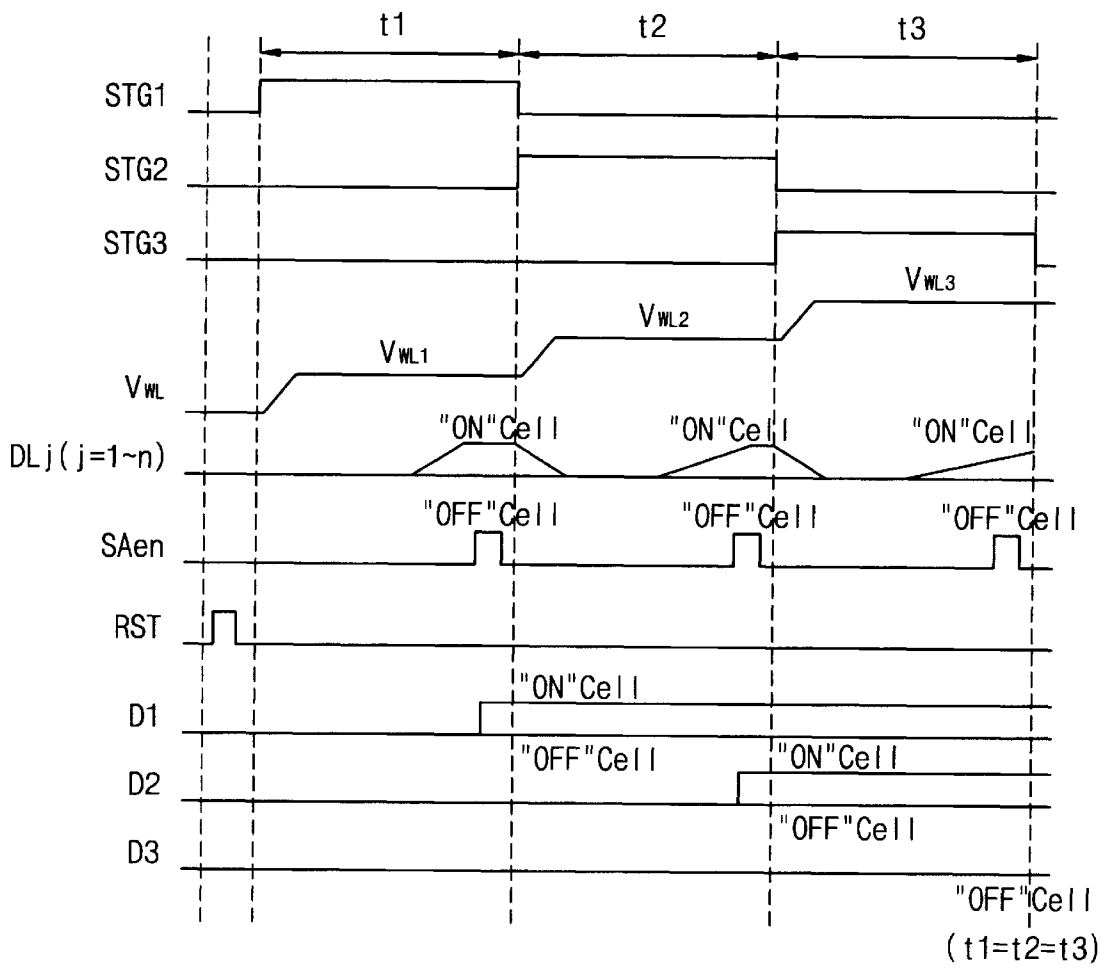 t1 t2 t3
STG1
STG2
STG3
VWL3
VWL2
VWL1
VWL
"ON"Cell "ON"Cell "ON"Cell
DLj(j=1~n)
"OFF"Cell "OFF"Cell "OFF"Cell
SAen
RST
"ON"Cell
D1
"OFF"Cell "ON"Cell
D2
"OFF"Cell
D3
"OFF"Cell
(t1=t2=t3)